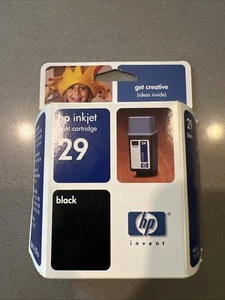 get creative
(ideas inside)
hp inkjet
print cartridge
29
29
black
hp
invent